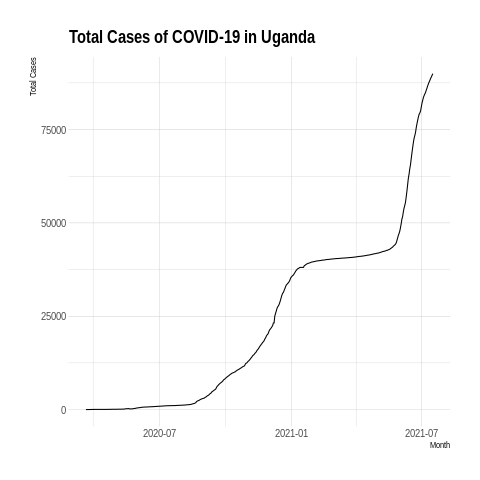 Total Cases of COVID-19 in Uganda
Total Cases
75000
50000
25000
0
2020-07
2021-01
2021-07
Month